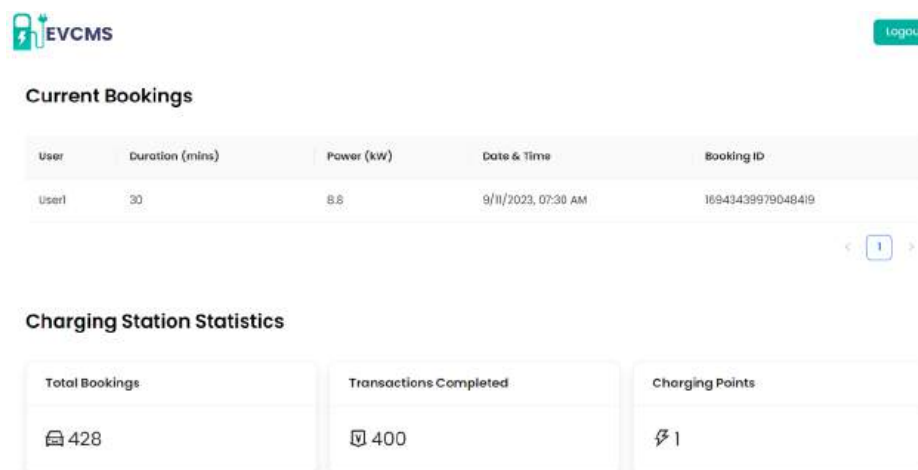 EVCMS
Logou
Current Bookings
User Duration (mins) Power (kW) Date & Time Booking ID
User1 30 8.8 9/11/2023, 07:30 AM 16943439979048419
< 1 >
Charging Station Statistics
Total Bookings Transactions Completed Charging Points
428 400 1